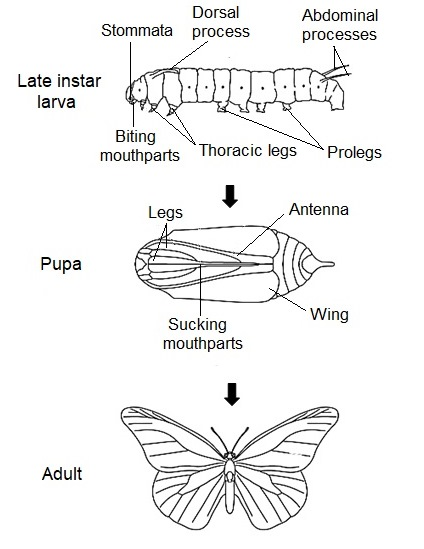 Dorsal
process
Abdominal
processes
Stommata
Late instar
larva
Biting
mouthparts
Thoracic legs
Prolegs
Legs
Antenna
Pupa
Wing
Sucking
mouthparts
Adult